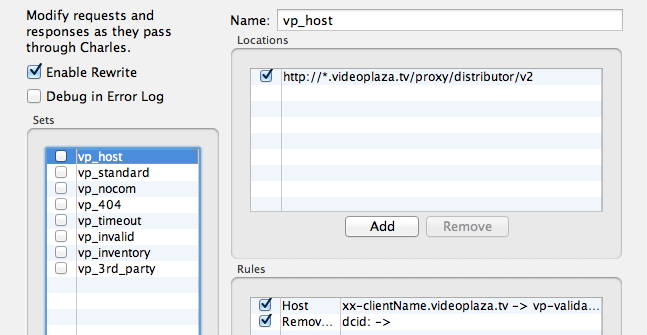 Modify requests and
responses as they pass
through Charles.
Enable Rewrite
Debug in Error Log
Sets
vp_host
vp_standard
vp_nocom
vp_404
vp_timeout
vp_invalid
vp_inventory
vp_3rd_party
Name: vp_host
Locations
http://*.videoplaza.tv/proxy/distributor/v2
Add Remove
Rules
Host xx-clientName.videoplaza.tv -> vp-valida...
Remov... dcid: ->